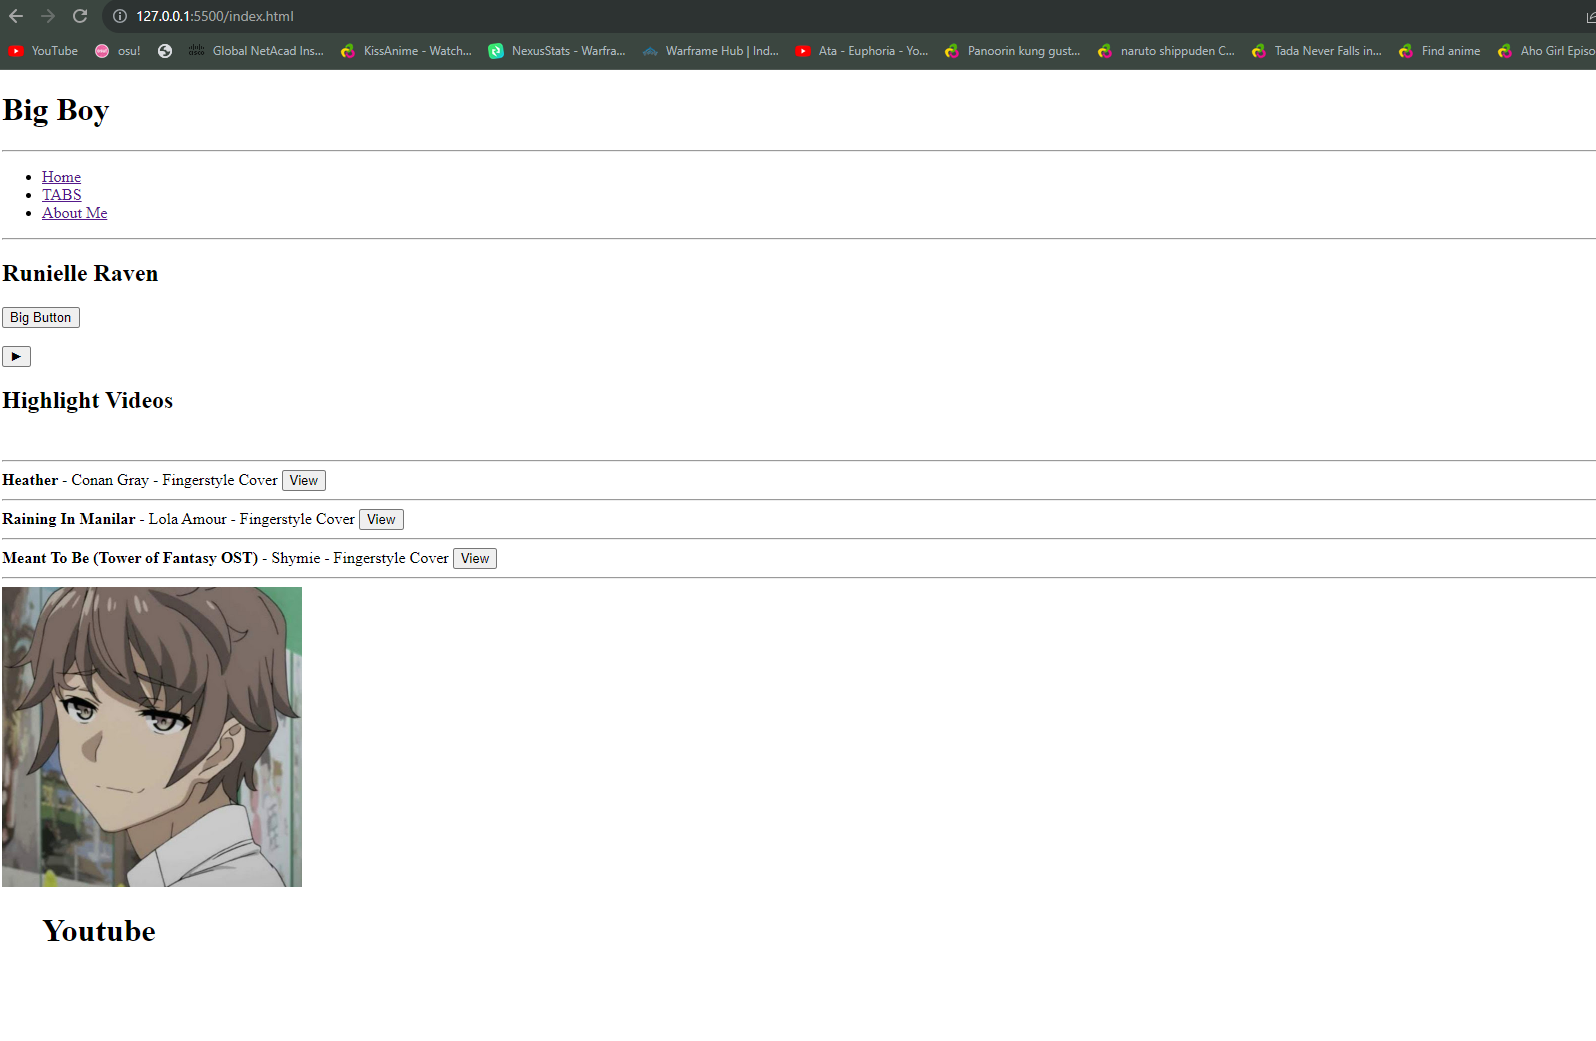 127.0.0.1:5500/index.html
YouTube osu! Global NetAcad Ins... KissAnime - Watch... NexusStats - Warfra... Warframe Hub | Ind... Ata - Euphoria - Yo... Panoorin kung gust... naruto shippuden C... Tada Never Falls in... Find anime Aho Girl Episo
Big Boy
Home
TABS
About Me
Runielle Raven
Big Button
Highlight Videos
Heather - Conan Gray - Fingerstyle Cover View
Raining In Manilar - Lola Amour - Fingerstyle Cover View
Meant To Be (Tower of Fantasy OST) - Shymie - Fingerstyle Cover View
Youtube